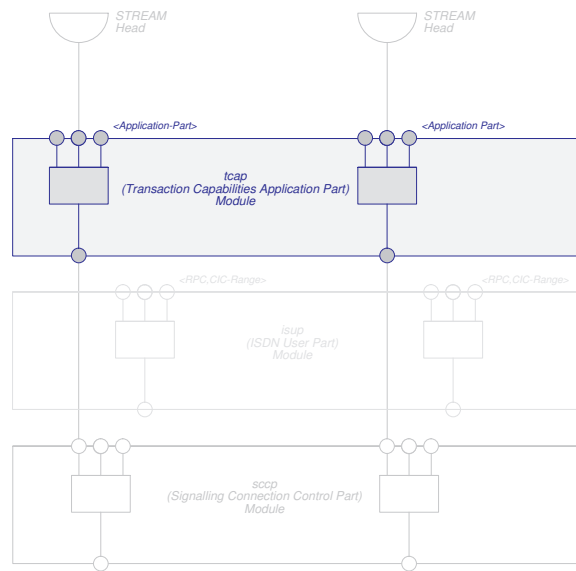 STREAM
Head
STREAM
Head
<Application-Part>
<Application Part>
tcap
(Transaction Capabilities Application Part)
Module
<RPC,CIC-Range>
<RPC,CIC-Range>
isup
(ISDN User Part)
Module
sccp
(Signalling Connection Control Part)
Module